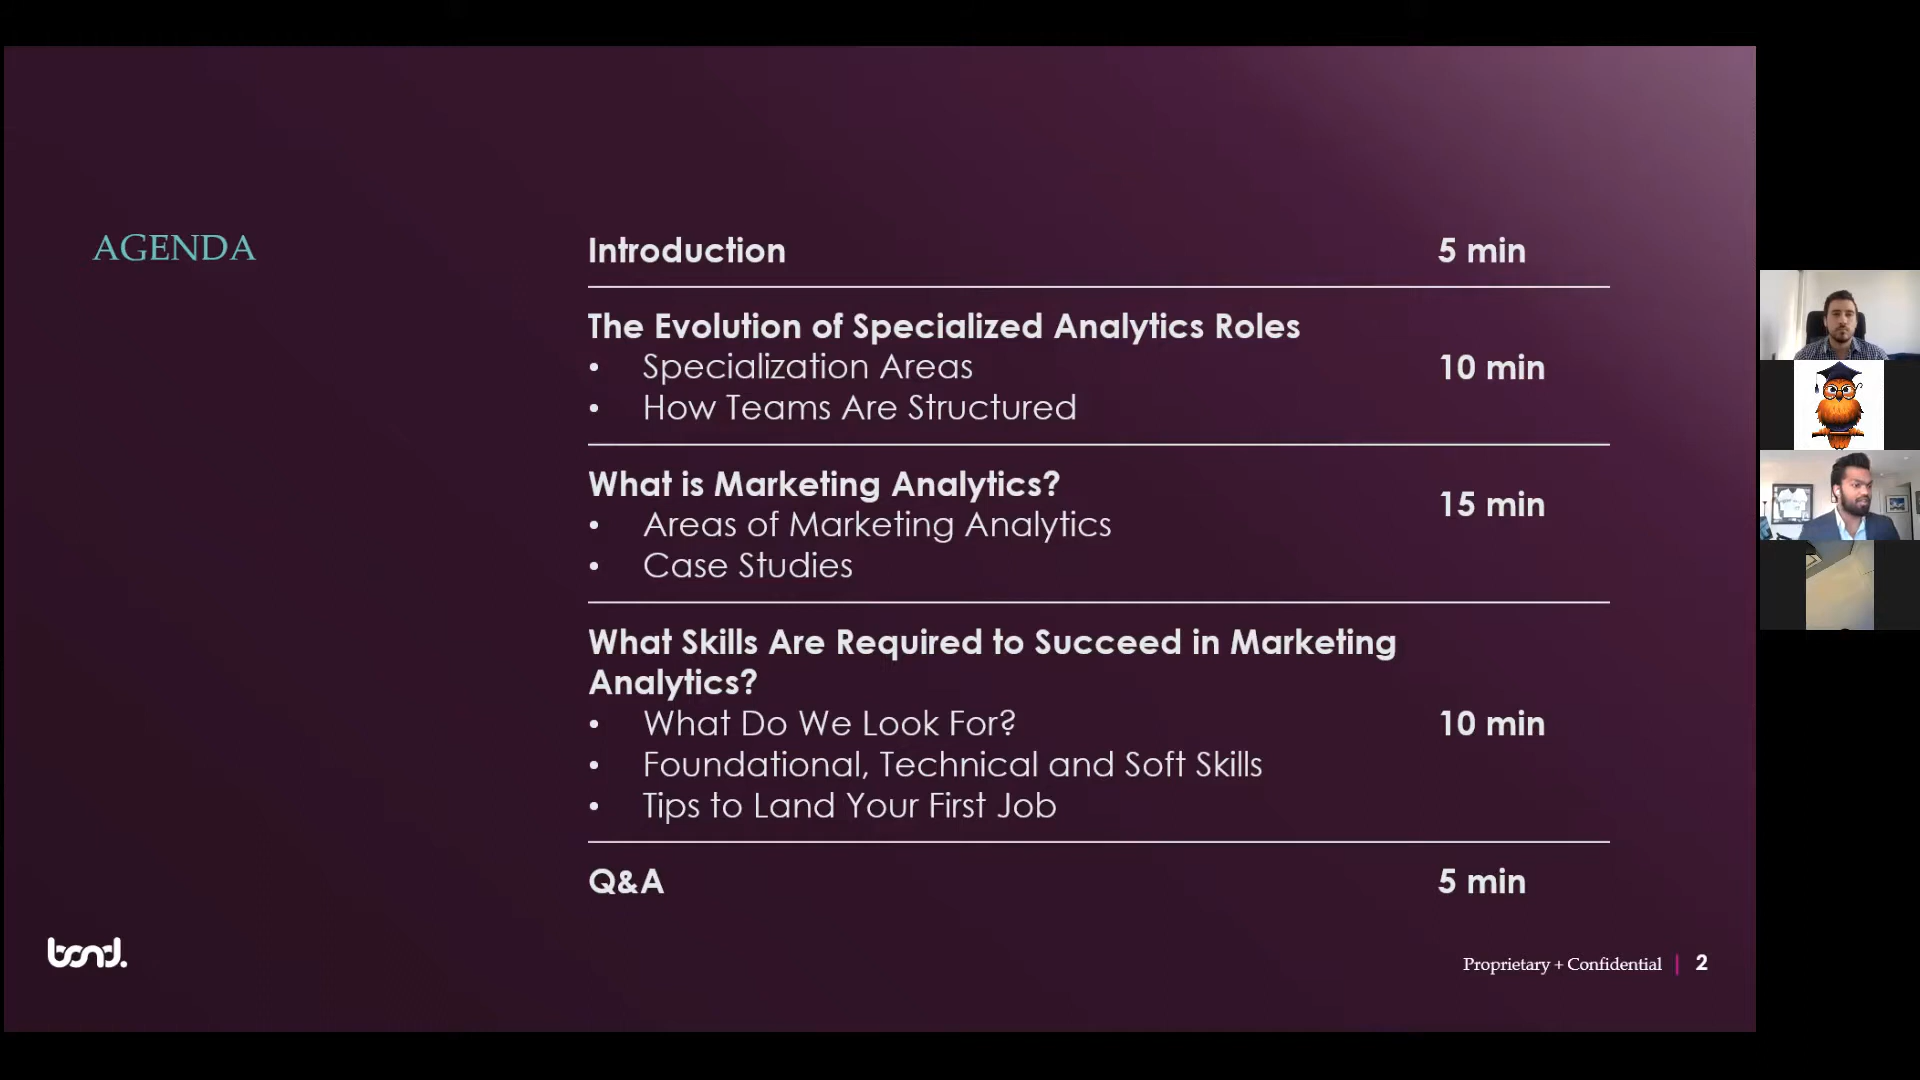 AGENDA
Introduction 5 min
The Evolution of Specialized Analytics Roles
• Specialization Areas 10 min
• How Teams Are Structured
What is Marketing Analytics?
15 min
• Areas of Marketing Analytics
• Case Studies
What Skills Are Required to Succeed in Marketing
Analytics?
• What Do We Look For? 10 min
• Foundational, Technical and Soft Skills
• Tips to Land Your First Job
Q&A 5 min
bond.
Proprietary + Confidential | 2